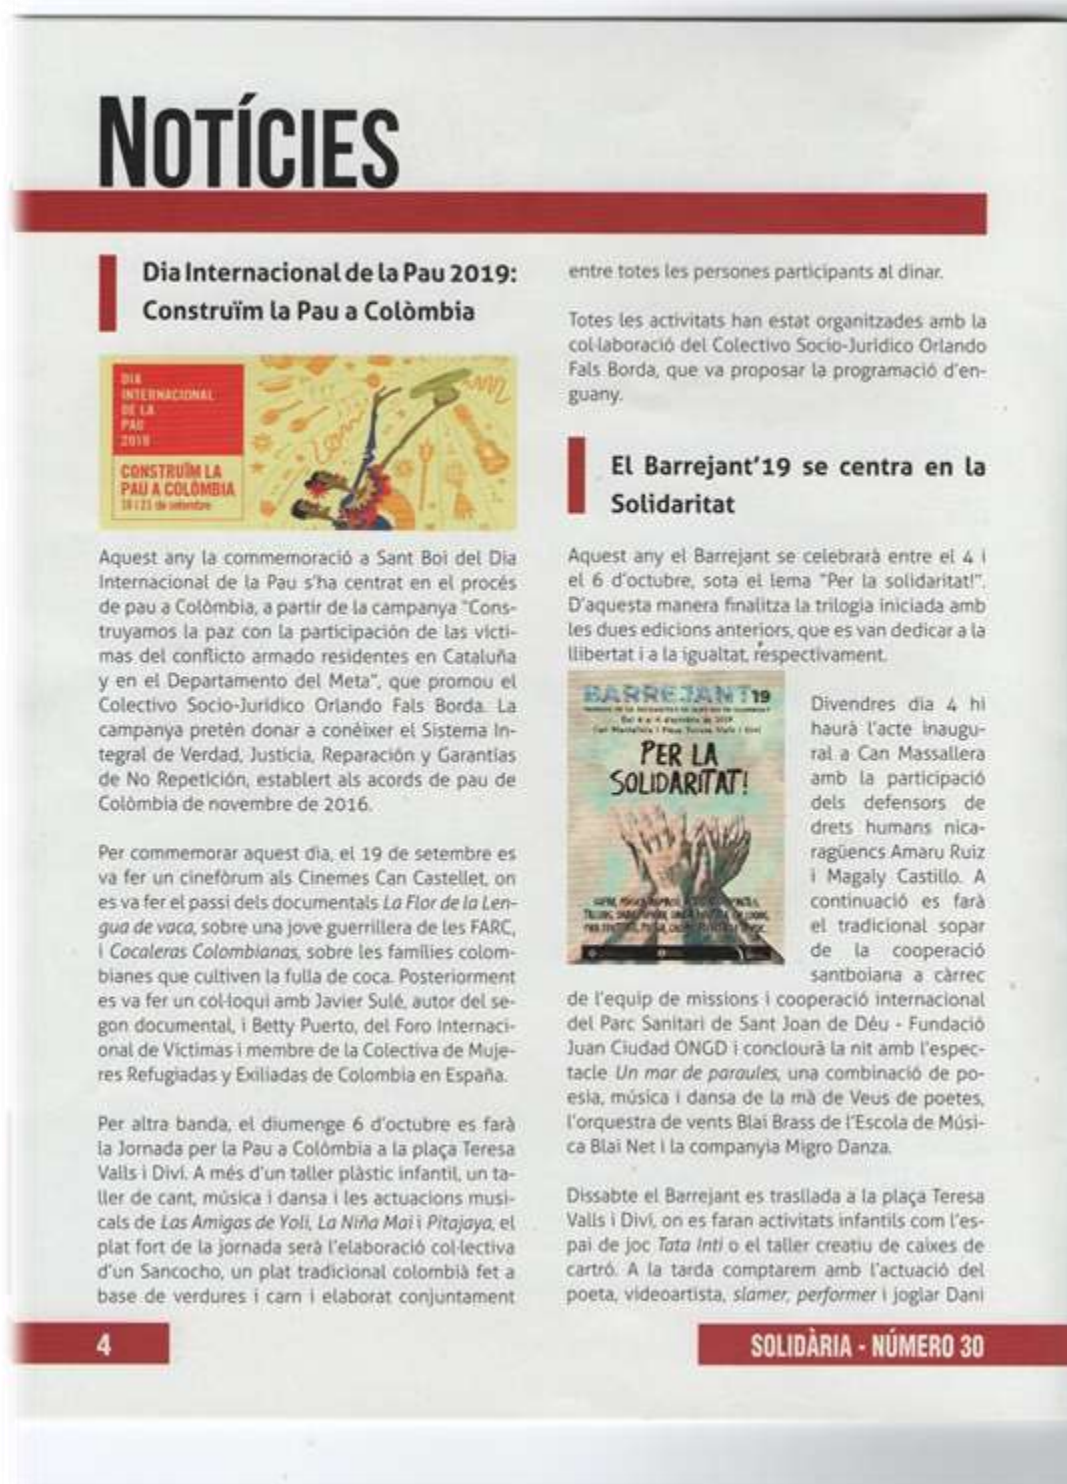 NOTÍCIES
Dia Internacional de la Pau 2019:
Construïm la Pau a Colòmbia
DIA
INTERNACIONAL
DE LA
PAU
2019
CONSTRUÏM LA
PAU A COLÒMBIA
de setembre
Aquest any la commemoració a Sant Boi del Dia
Internacional de la Pau s'ha centrat en el procés
de pau a Colòmbia, a partir de la campanya "Cons-
truyamos la paz con la participación de las vícti-
mas del conflicto armado residentes en Cataluña
y en el Departamento del Meta", que promou el
Colectivo Socio-Jurídico Orlando Fals Borda. La
campanya pretén donar a conèixer el Sistema In-
tegral de Verdad, Justicia, Reparación y Garantías
de No Repetición, establert als acords de pau de
Colòmbia de novembre de 2016.
Per commemorar aquest dia, el 19 de setembre es
va fer un cinefòrum als Cinemes Can Castellet, on
es va fer el passi dels documentals La Flor de la Len-
gua de vaca, sobre una jove guerrillera de les FARC,
i Cocaleras Colombianas, sobre les famílies colom-
bianes que cultiven la fulla de coca. Posteriorment
es va fer un col·loqui amb Javier Sulé, autor del se-
gon documental, i Betty Puerto, del Foro Internaci-
onal de Víctimas i membre de la Colectiva de Muje-
res Refugiadas y Exiliadas de Colombia en España.
Per altra banda, el diumenge 6 d'octubre es farà
la Jornada per la Pau a Colòmbia a la plaça Teresa
Valls i Diví. A més d'un taller plàstic infantil, un ta-
ller de cant, música i dansa i les actuacions musi-
cals de Las Amigas de Yoli, La Niña Mai i Pitajaya, el
plat fort de la jornada serà l'elaboració col·lectiva
d'un Sancocho, un plat tradicional colombià fet a
base de verdures i carn i elaborat conjuntament
entre totes les persones participants al dinar.
Totes les activitats han estat organitzades amb la
col·laboració del Colectivo Socio-Jurídico Orlando
Fals Borda, que va proposar la programació d'en-
guany.
El Barrejant'19 se centra en la
Solidaritat
Aquest any el Barrejant se celebrarà entre el 4 i
el 6 d'octubre, sota el lema "Per la solidaritat!".
D'aquesta manera finalitza la trilogia iniciada amb
les dues edicions anteriors, que es van dedicar a la
llibertat i a la igualtat, respectivament.
BARREJANT19
PER LA
SOLIDARITAT!
Divendres dia 4 hi
haurà l'acte inaugu-
ral a Can Massallera
amb la participació
dels defensors de
drets humans nica-
ragüencs Amaru Ruiz
i Magaly Castillo. A
continuació es farà
el tradicional sopar
de la cooperació
santboiana a càrrec
de l'equip de missions i cooperació internacional
del Parc Sanitari de Sant Joan de Déu - Fundació
Juan Ciudad ONGD i conclourà la nit amb l'espec-
tacle Un mar de paraules, una combinació de po-
esia, música i dansa de la mà de Veus de poetes,
l'orquestra de vents Blai Brass de l'Escola de Músi-
ca Blai Net i la companyia Migro Danza.
Dissabte el Barrejant es trasllada a la plaça Teresa
Valls i Diví, on es faran activitats infantils com l'es-
pai de joc Tata Inti o el taller creatiu de caixes de
cartró. A la tarda comptarem amb l'actuació del
poeta, videoartista, slamer, performer i joglar Dani
4
SOLIDÀRIA - NÚMERO 30